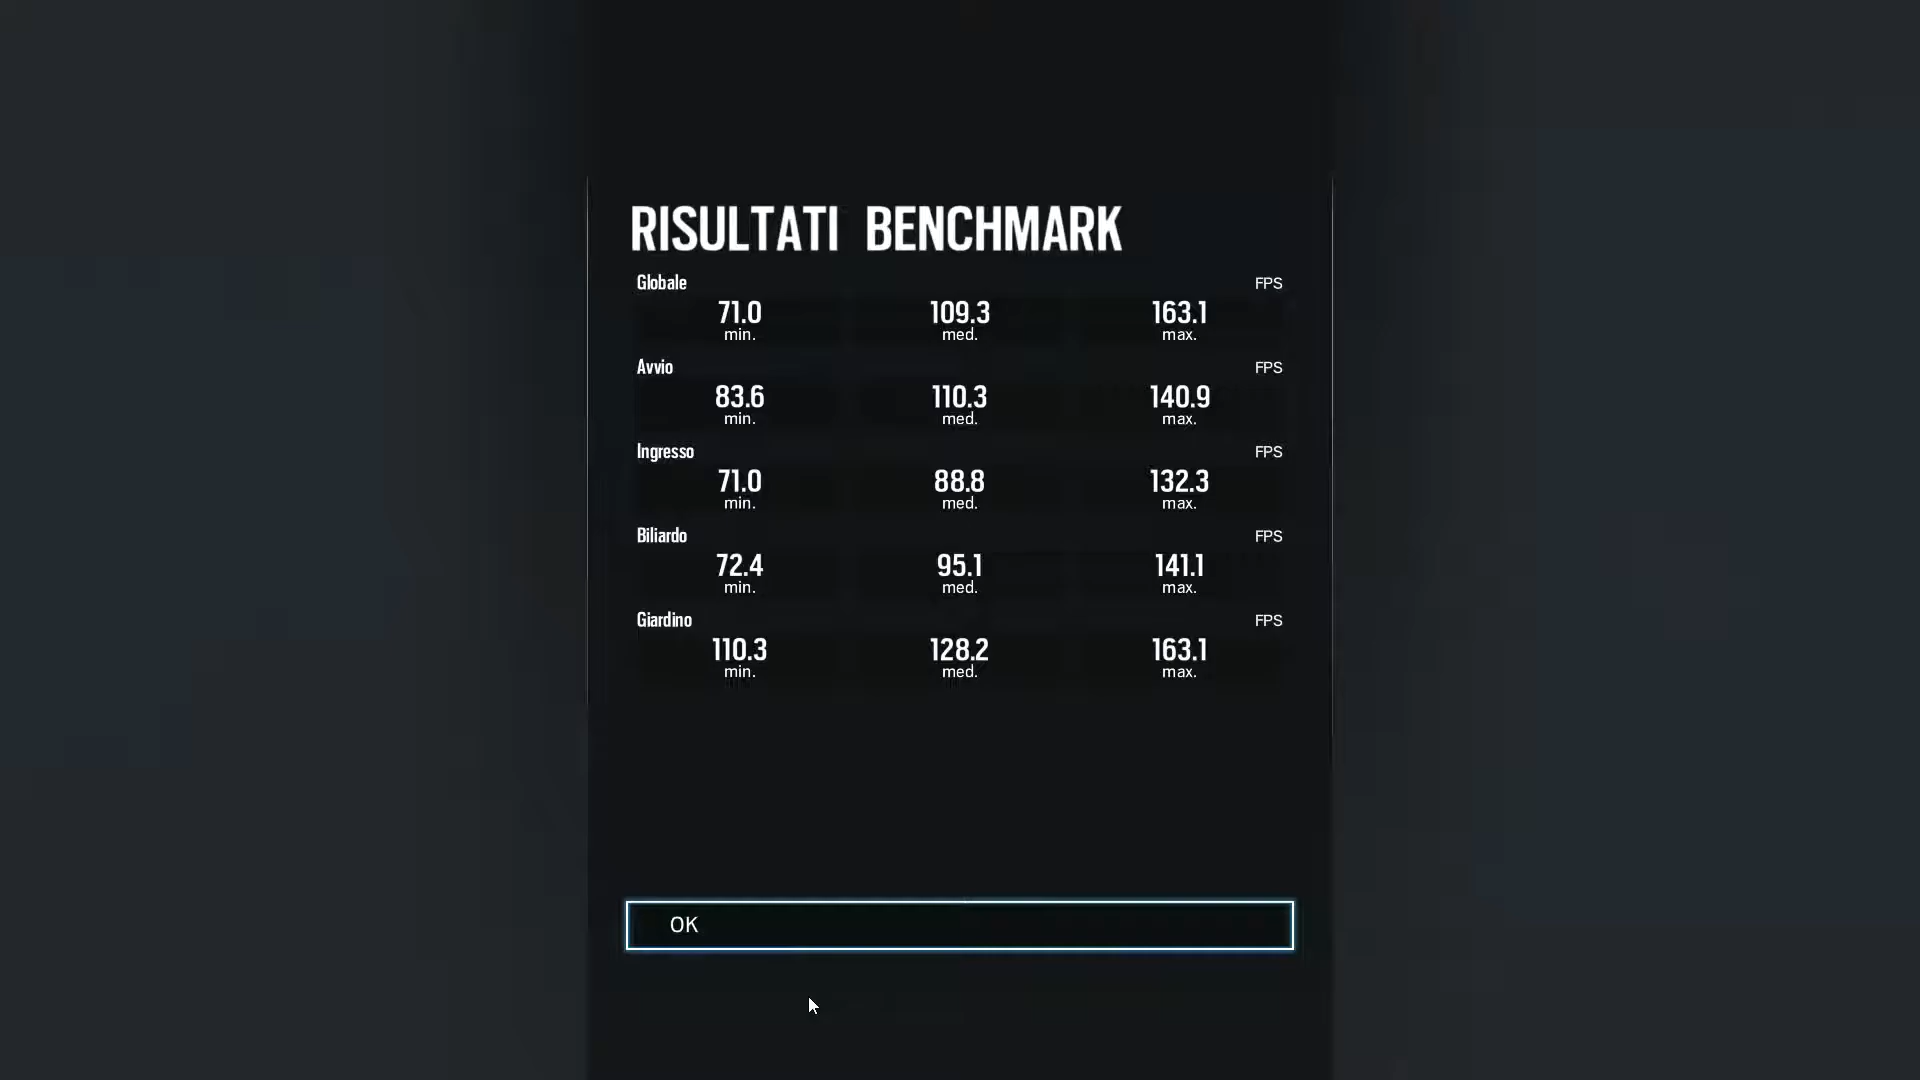 RISULTATI BENCHMARK
Globale FPS
71.0 109.3 163.1
min. med. max.
Avvio FPS
83.6 110.3 140.9
min. med. max.
Ingresso FPS
71.0 88.8 132.3
min. med. max.
Biliardo FPS
72.4 95.1 141.1
min. med. max.
Giardino FPS
110.3 128.2 163.1
min. med. max.
OK